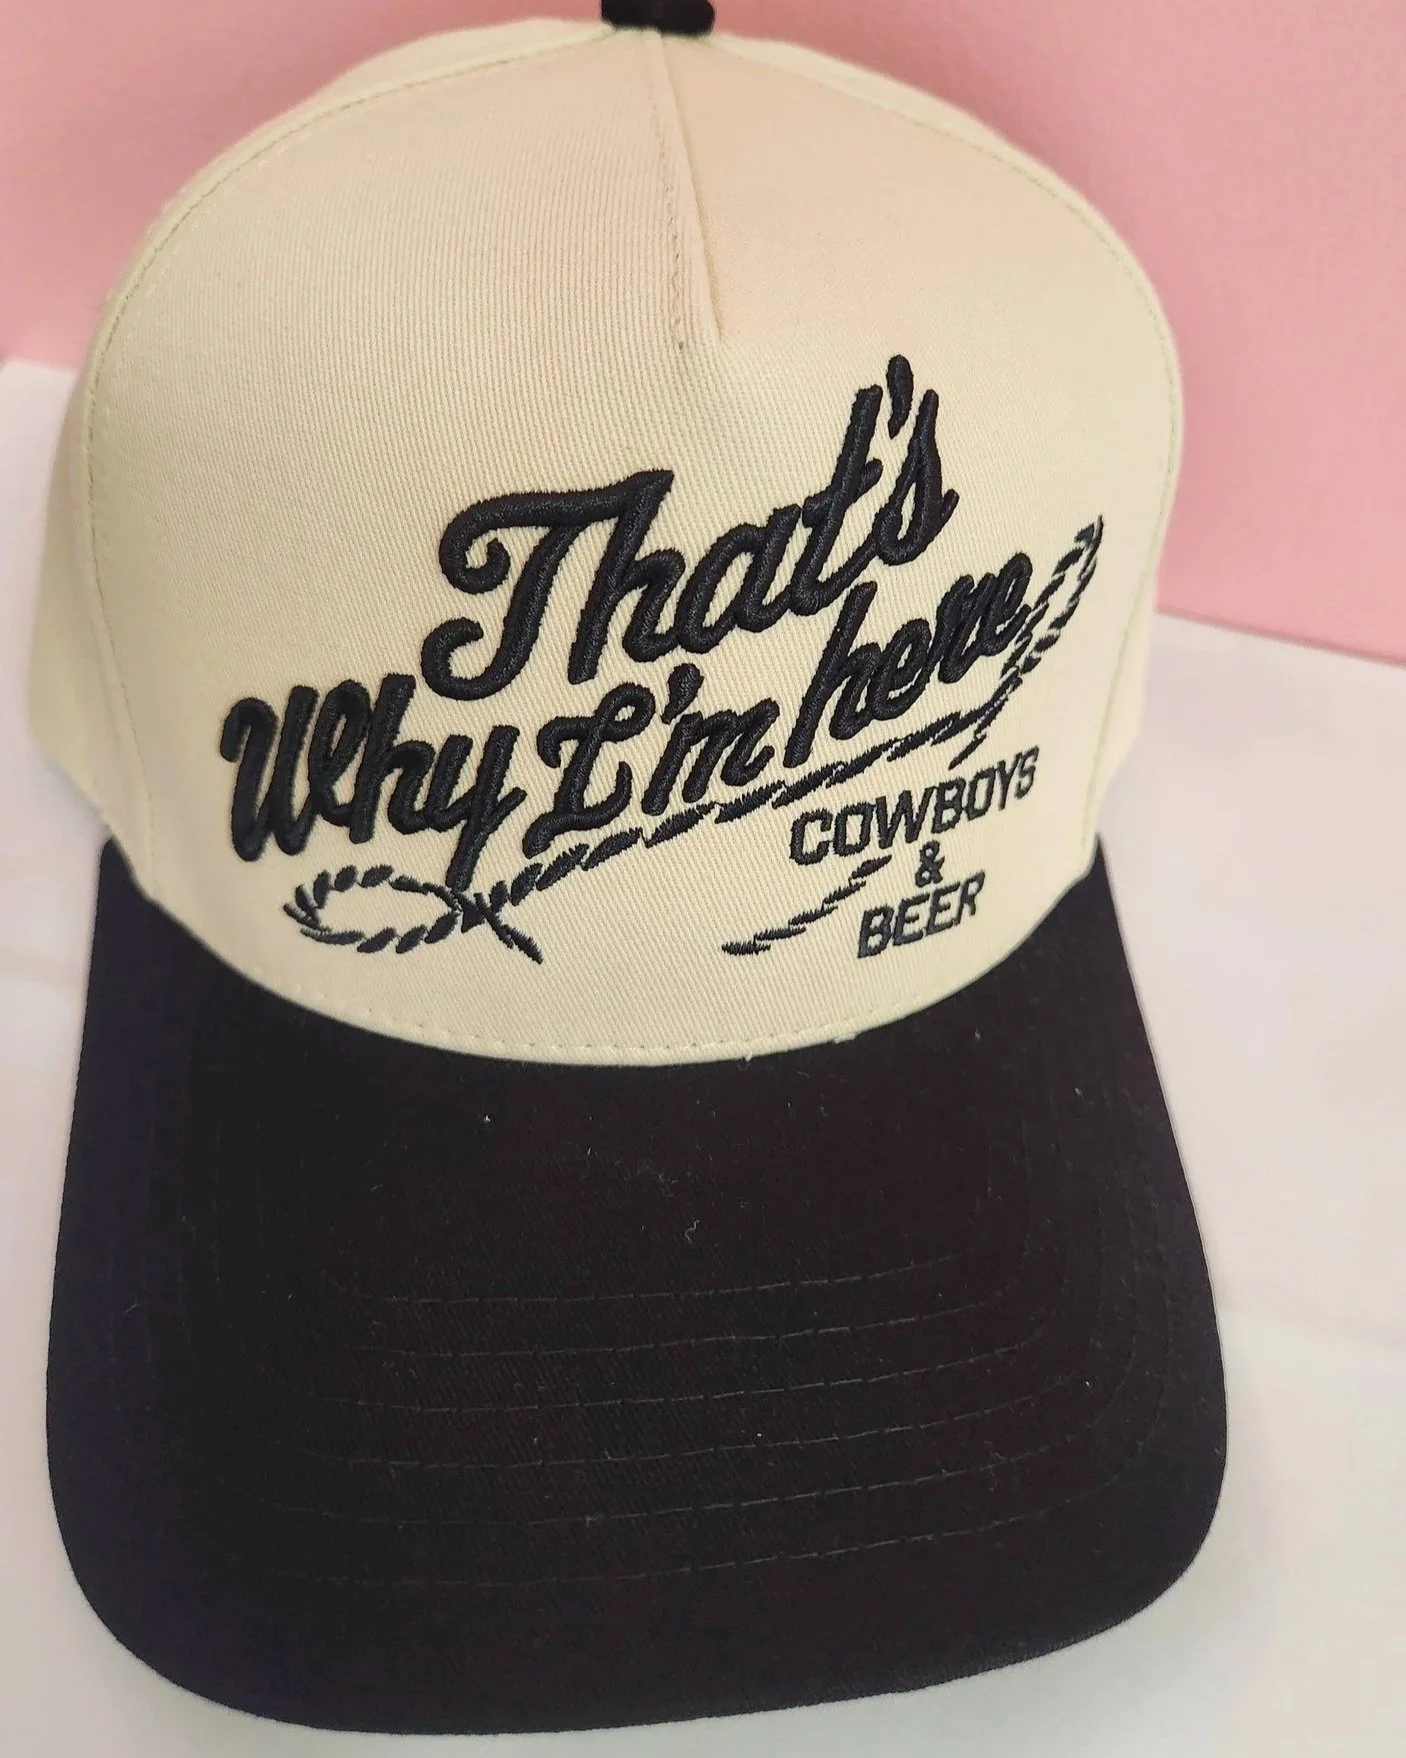 That's
Why I'm here
COWBOYS
&
BEER